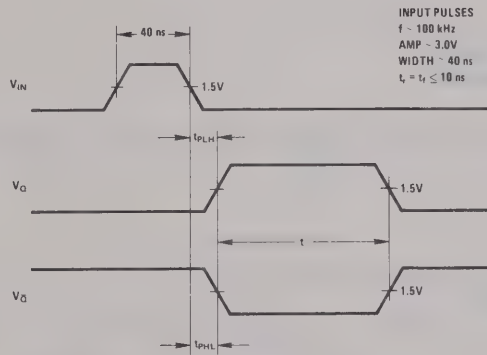 INPUT PULSES
f ~ 100 kHz
AMP ~ 3.0V
WIDTH ~ 40 ns
tr = tf ≤ 10 ns
40 ns
VIN
1.5V
tPLH
VQ
1.5V
t
VQ̄
1.5V
tPHL